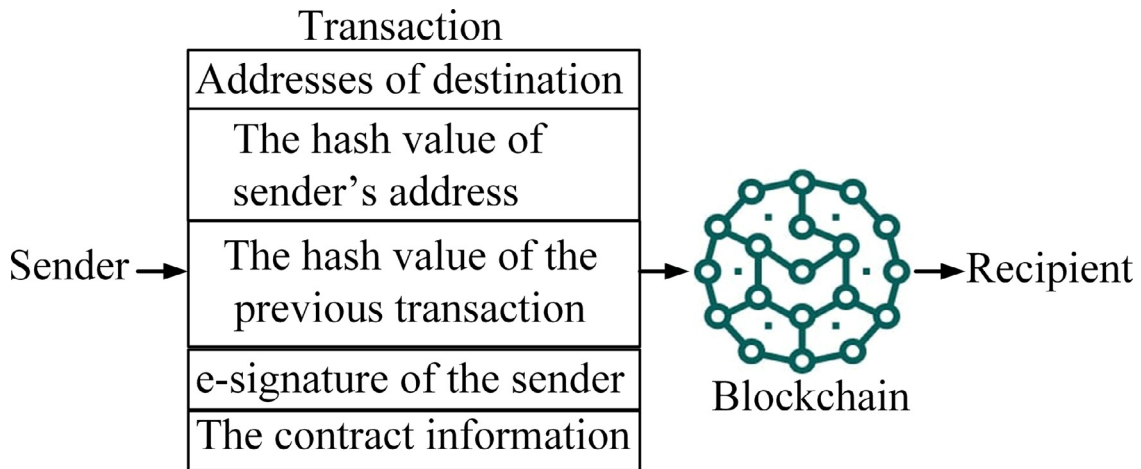 Transaction
Addresses of destination
The hash value of
sender’s address
Sender
The hash value of the
previous transaction
Recipient
e-signature of the sender
Blockchain
The contract information